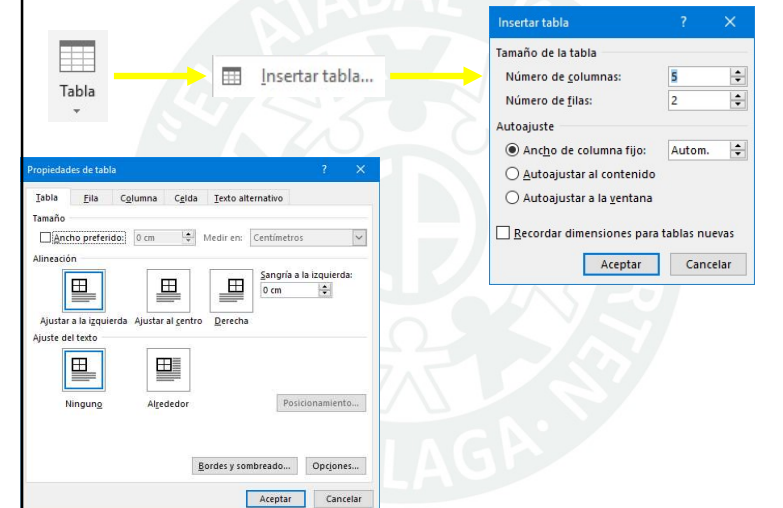 Tabla
Insertar tabla...
Insertar tabla ? ×
Tamaño de la tabla
Número de columnas: 5
Número de filas: 2
Autoajuste
Ancho de columna fijo: Autom.
Autoajustar al contenido
Autoajustar a la ventana
Recordar dimensiones para tablas nuevas
Aceptar Cancelar
Propiedades de tabla ? ×
Tabla Fila Columna Celda Texto alternativo
Tamaño
Ancho preferido: 0 cm Medir en: Centímetros
Alineación
Sangría a la izquierda:
0 cm
Ajustar a la izquierda Ajustar al centro Derecha
Ajuste del texto
Ninguno Alrededor Posicionamiento...
Bordes y sombreado... Opciones...
Aceptar Cancelar
"EL ATABAL